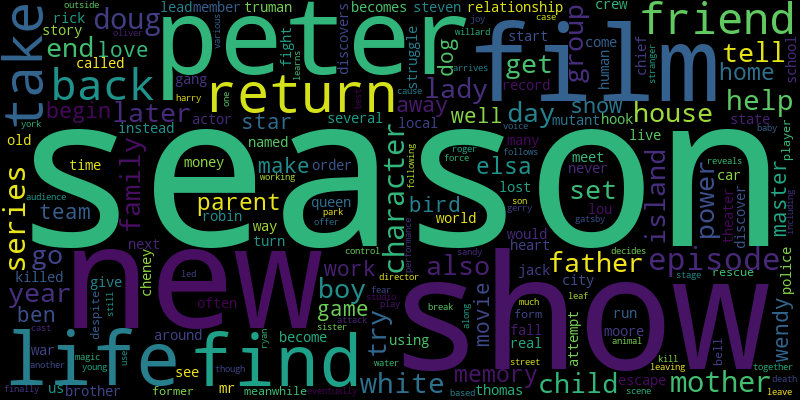 outside lead member truman becomes steven relationship crew joy case
rick doug peter film group friend
story take end love oliver various discovers fight struggle dog start come human chief willard stranger tell
called gang learns get arrives school
back return lady home
harry one record cause
begin later actor star several away well day show mutant hook house help
york instead best local voice many live state baby player
old named character roger force never
season
time money make order elsa lost meet car reveals
series family working following son set lou island power theater discover master including
audience parent queen park bird world gerry gatsby
team robin offer
next way turn would father police
new heart show
go cheney control performance sandy jack decides episode
killed led work also director city stage rescue
year despite give often boy fear attack studio play movie much leaf wendy
ben still game break form attempt run animal
cast life find try using along fall moore bell
war around become ryan sister water real street kill together
another magic young use see though white memory leaving child escape mother death
finally us brother former meanwhile mr eventually based thomas scene leave